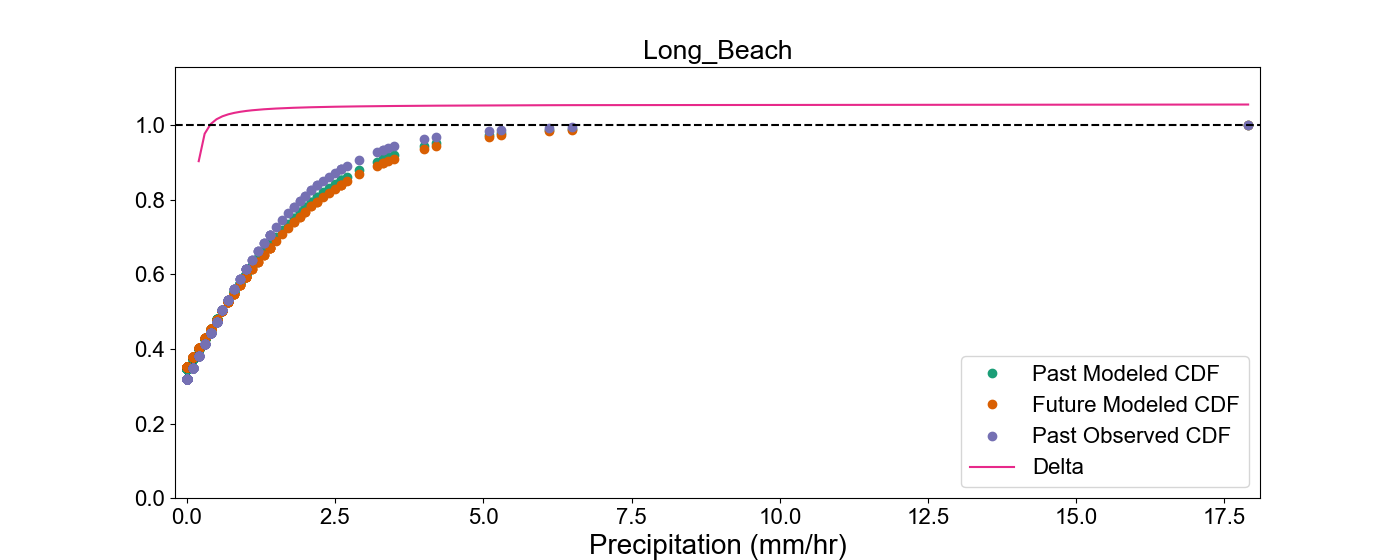 Long_Beach
1.0
0.8
0.6
0.4
0.2
0.0
Past Modeled CDF
Future Modeled CDF
Past Observed CDF
Delta
0.0 2.5 5.0 7.5 10.0 12.5 15.0 17.5
Precipitation (mm/hr)